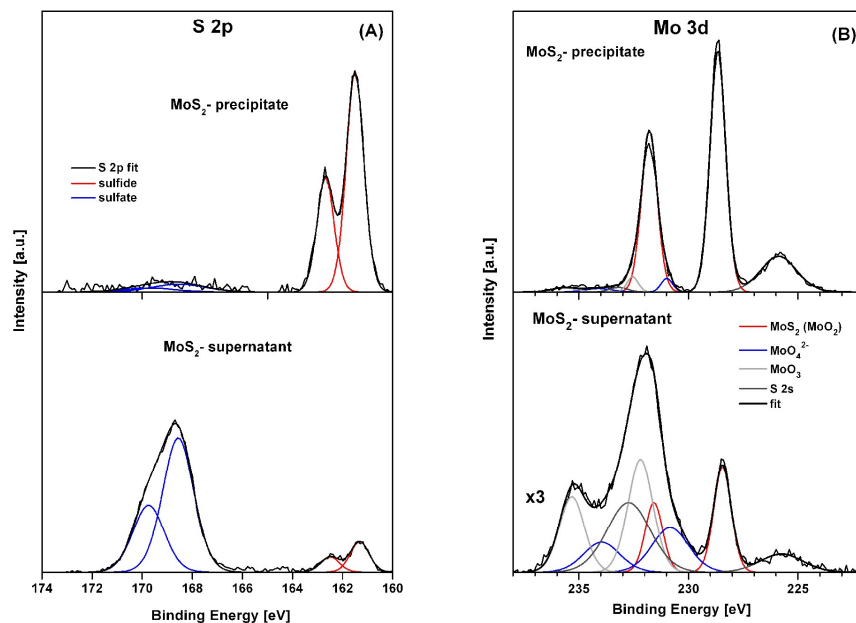 S 2p
(A)
MoS2- precipitate
S 2p fit
sulfide
sulfate
MoS2- supernatant
Intensity [a.u.]
174 172 170 168 166 164 162 160
Binding Energy [eV]
Mo 3d
(B)
MoS2- precipitate
MoS2- supernatant
MoS2 (MoO2)
MoO4 2-
MoO3
S 2s
fit
x3
Intensity [a.u.]
235 230 225
Binding Energy [eV]